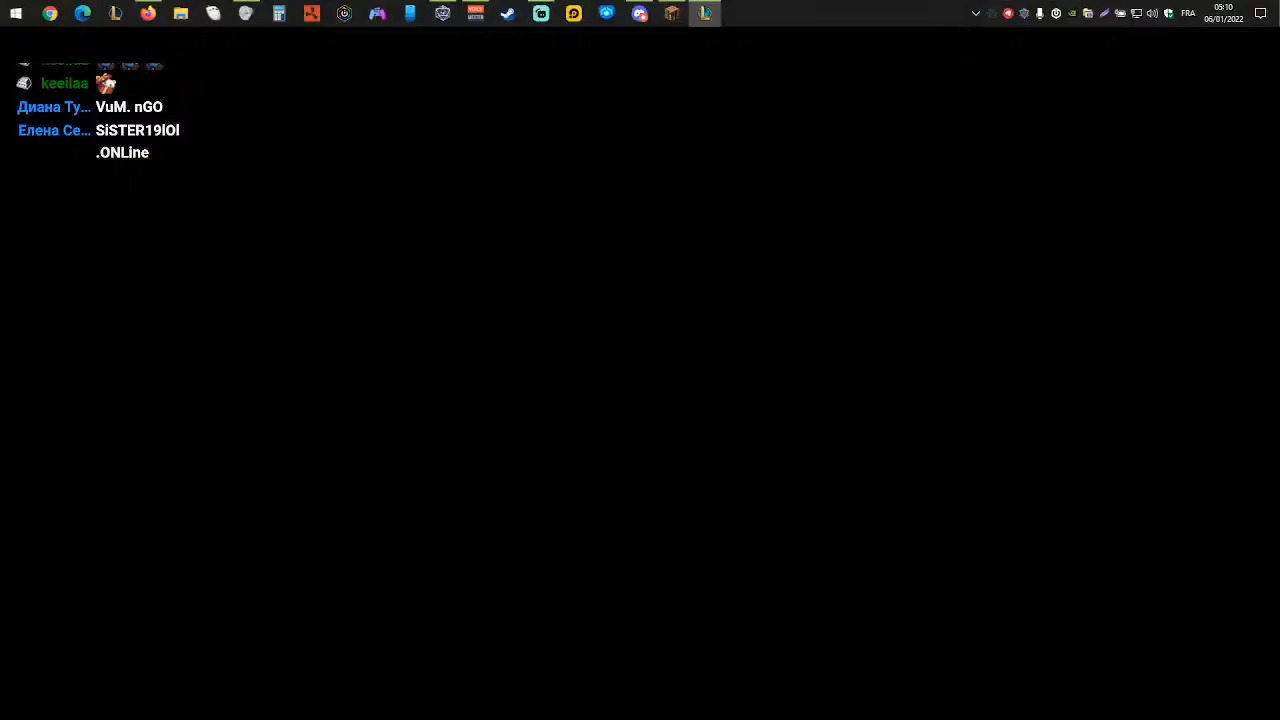 FRA
05:10
06/01/2022
keeilaa
Диана Ту...
VuM. nGO
Елена Се...
SiSTER19lOl
.ONLine